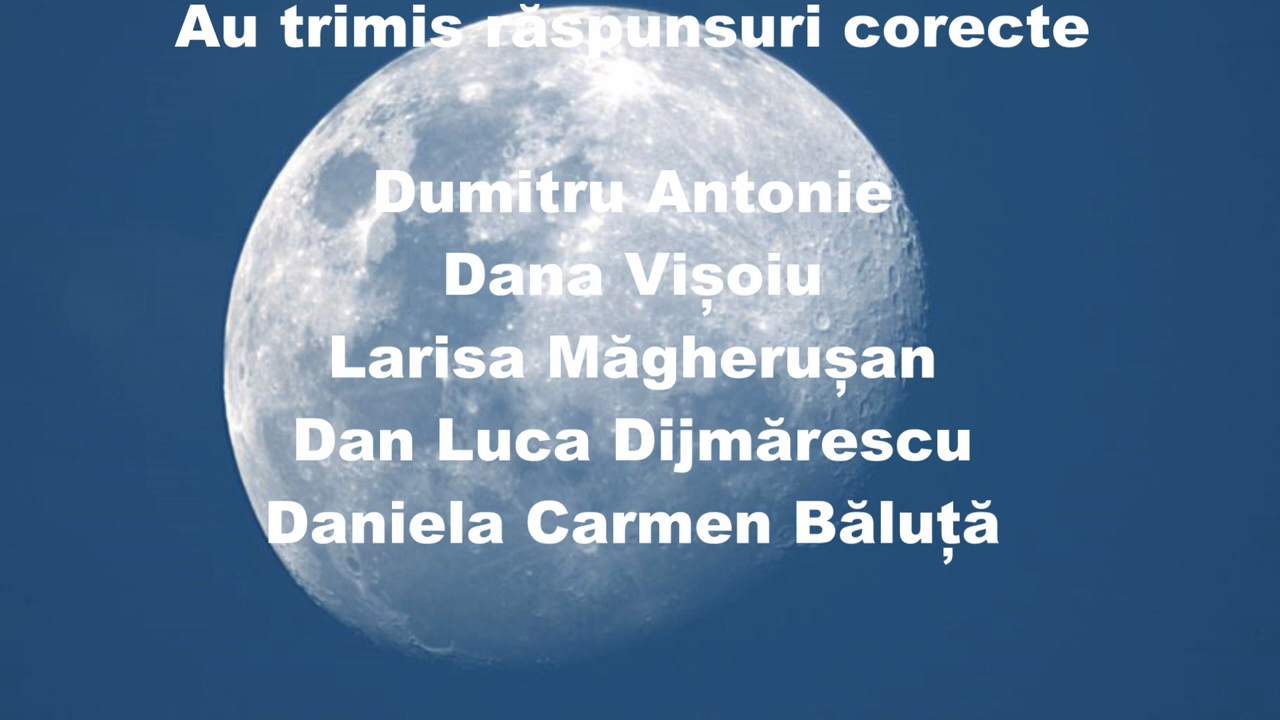 Au trimis răspunsuri corecte
Dumitru Antonie
Dana Vișoiu
Larisa Măgherușan
Dan Luca Dijmărescu
Daniela Carmen Băluță